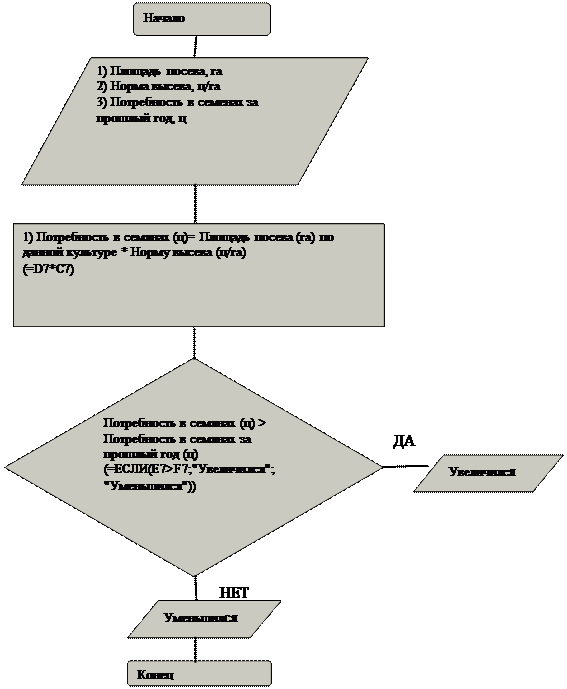 Начало
1) Площадь посева, га
2) Норма высева, ц/га
3) Потребность в семенах за
прошлый год, ц
1) Потребность в семенах (ц)= Площадь посева (га) по
данной культуре * Норму высева (ц/га)
(=D7*C7)
Потребность в семенах (ц) >
Потребность в семенах за
прошлый год (ц)
(=ЕСЛИ(E7>F7;"Увеличился";
"Уменьшился"))
ДА
Увеличился
НЕТ
Уменьшился
Конец